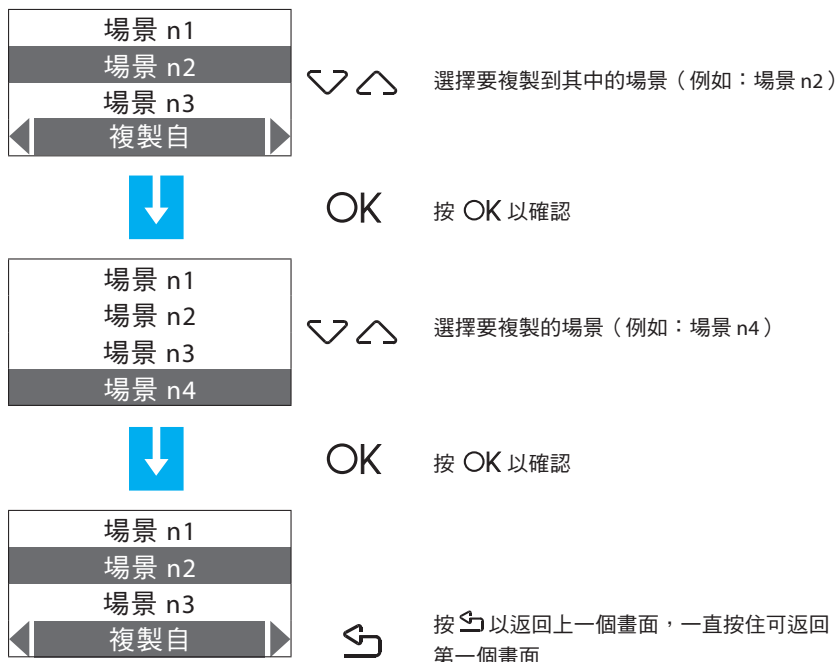 場景 n1
場景 n2
場景 n3
複製自
選擇要複製到其中的場景（例如：場景 n2）
OK
按 OK 以確認
場景 n1
場景 n2
場景 n3
場景 n4
選擇要複製的場景（例如：場景 n4）
OK
按 OK 以確認
場景 n1
場景 n2
場景 n3
複製自
按 以返回上一個畫面，一直按住可返回
第一個畫面